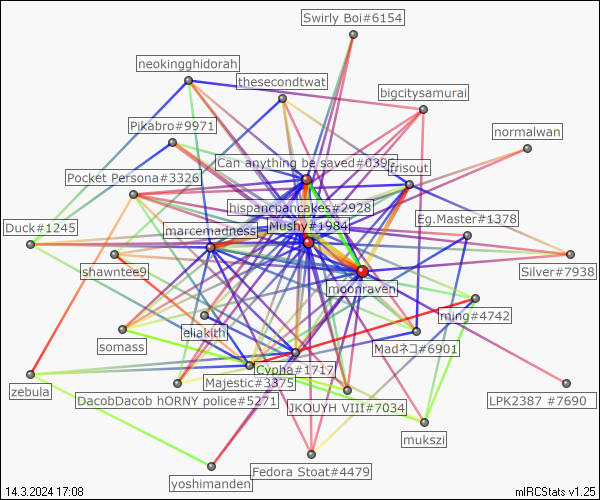 Swirly Boi#6154
neokingghidorah
thesecondtwat
bigcitysamurai
Pikabro#9971
normalwan
Can anything be saved#0396
frisout
Pocket Persona#3326
hispancpancakes#2928
Eg.Master#1378
Duck#1245
marcemadness
Mushy#1984
shawntee9
Silver#7938
moonraven
ming#4742
eliakith
somass
Madネコ#6901
Cypha#1717
Majestic#3375
zebula
DacobDacob hORNY police#5271
JKOUYH VIII#7034
LPK2387 #7690
mukszi
Fedora Stoat#4479
yoshimanden
14.3.2024 17:08
mIRCStats v1.25